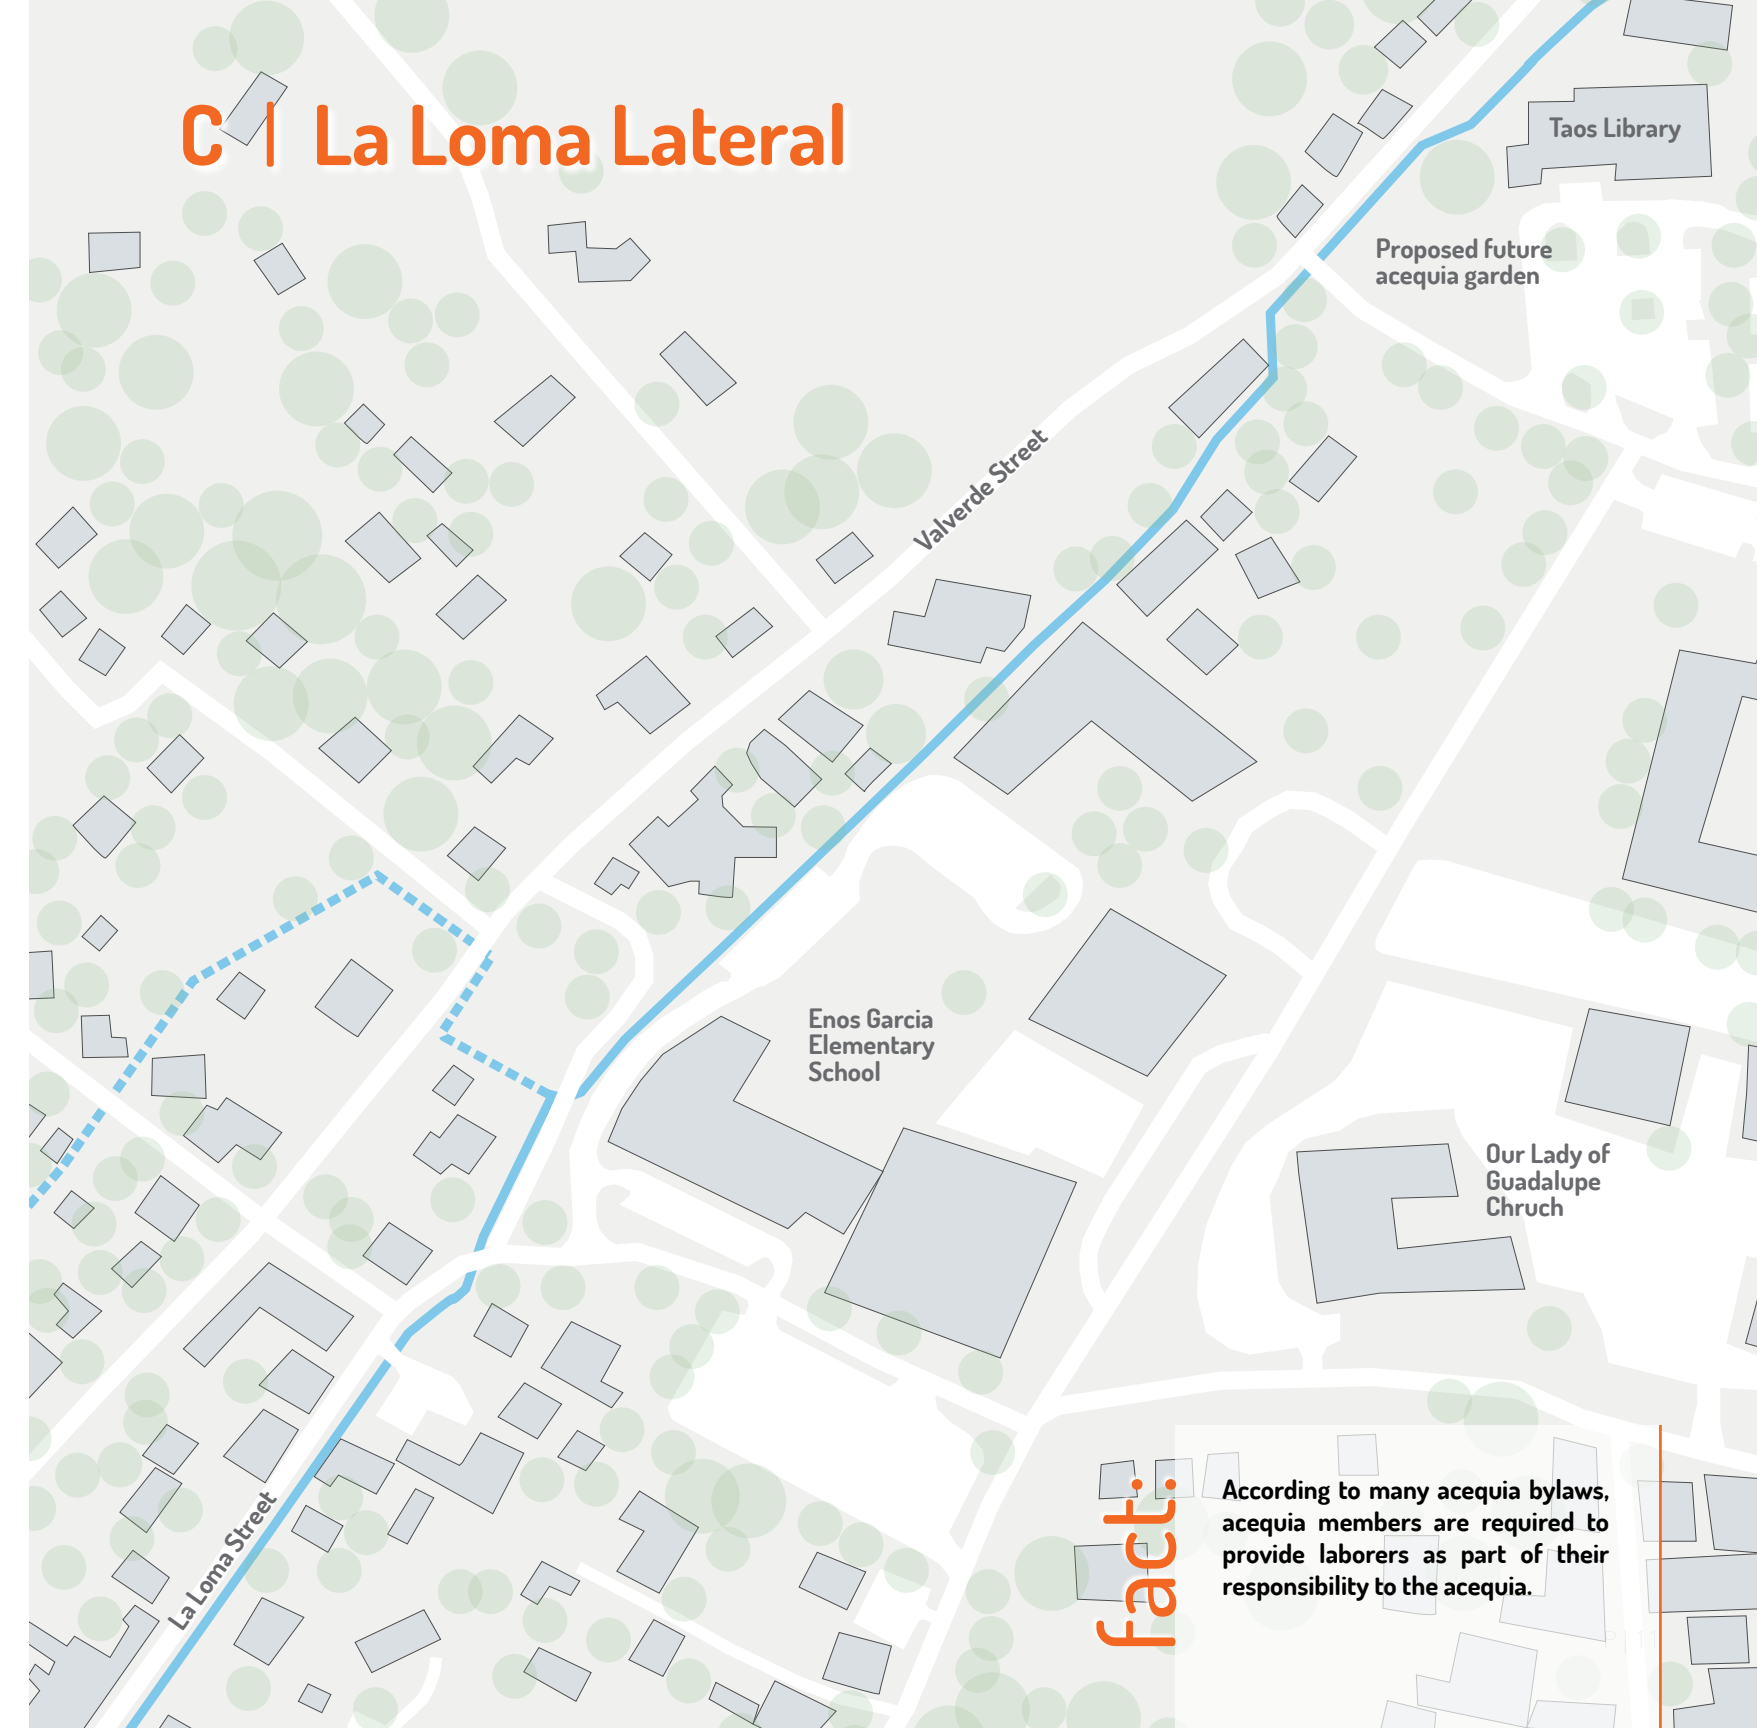 C | La Loma Lateral
Taos Library
Proposed future
acequia garden
Valverde Street
Enos Garcia
Elementary
School
Our Lady of
Guadalupe
Chruch
La Loma Street
fact:
According to many acequia bylaws,
acequia members are required to
provide laborers as part of their
responsibility to the acequia.